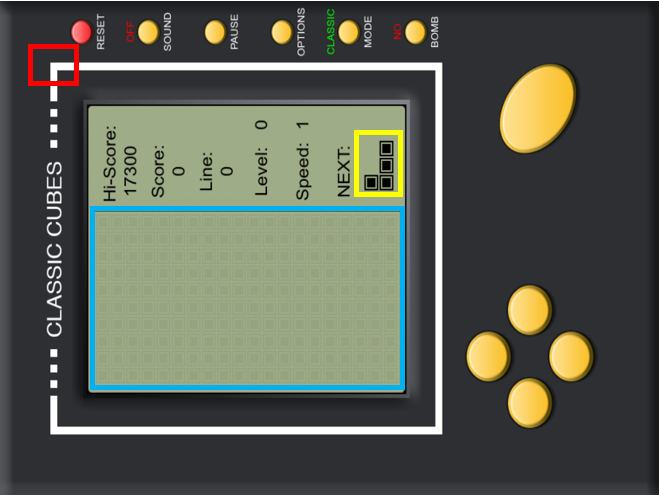 RESET
OFF
SOUND
PAUSE
OPTIONS
CLASSIC
MODE
NO
BOMB
CLASSIC CUBES
Hi-Score:
17300
Score:
0
Line:
0
Level: 0
Speed: 1
NEXT: